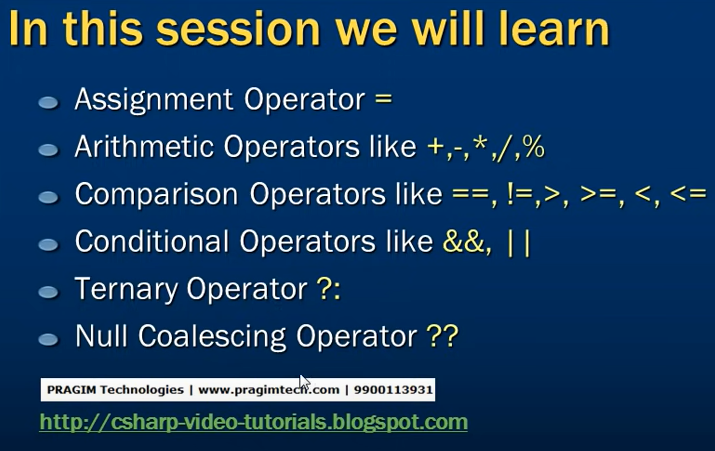 In this session we will learn
Assignment Operator =
Arithmetic Operators like +,-,*,/,%
Comparison Operators like ==, !=,>, >=, <, <=
Conditional Operators like &&, ||
Ternary Operator ?:
Null Coalescing Operator ??
PRAGIM Technologies | www.pragimtech.com | 9900113931
http://csharp-video-tutorials.blogspot.com